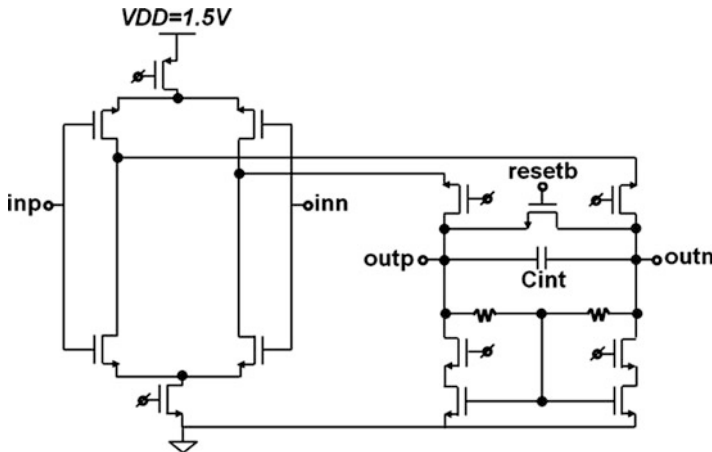 VDD=1.5V
resetb
inp
inn
outp
outn
Cint